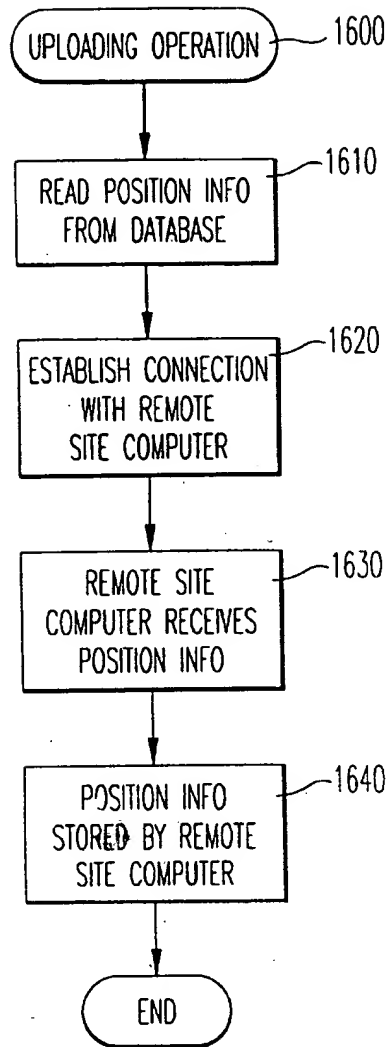 UPLOADING OPERATION
1600
1610
READ POSITION INFO
FROM DATABASE
1620
ESTABLISH CONNECTION
WITH REMOTE
SITE COMPUTER
1630
REMOTE SITE
COMPUTER RECEIVES
POSITION INFO
1640
POSITION INFO
STORED BY REMOTE
SITE COMPUTER
END